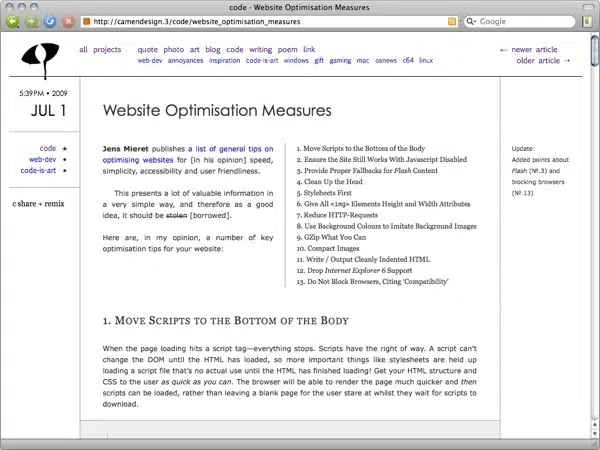 code - Website Optimisation Measures
http://camendesign.3/code/website_optimisation_measures
Google
all projects quote photo art blog code writing poem link
web-dev annoyances inspiration code-is-art windows gift gaming mac osnews c64 linux
← newer article
older article →
5:39PM • 2009
JUL 1
code ★
web-dev •
code-is-art •
c share + remix
Website Optimisation Measures
Jens Mieret publishes a list of general tips on
optimising websites for [in his opinion] speed,
simplicity, accessibility and user friendliness.
This presents a lot of valuable information in
a very simple way, and therefore as a good
idea, it should be stolen [borrowed].
Here are, in my opinion, a number of key
optimisation tips for your website:
1. Move Scripts to the Bottom of the Body
2. Ensure the Site Still Works With Javascript Disabled
3. Provide Proper Fallbacks for Flash Content
4. Clean Up the Head
5. Stylesheets First
6. Give All <img> Elements Height and Width Attributes
7. Reduce HTTP-Requests
8. Use Background Colours to Imitate Background Images
9. GZip What You Can
10. Compact Images
11. Write / Output Cleanly Indented HTML
12. Drop Internet Explorer 6 Support
13. Do Not Block Browsers, Citing ‘Compatibility’
Update:
Added points about
Flash (№.3) and
blocking browsers
(№.13)
1. Move Scripts to the Bottom of the Body
When the page loading hits a script tag—everything stops. Scripts have the right of way. A script can’t
change the DOM until the HTML has loaded, so more important things like stylesheets are held up
loading a script file that’s no actual use until the HTML has finished loading! Get your HTML structure and
CSS to the user as quick as you can. The browser will be able to render the page much quicker and then
scripts can be loaded, rather than leaving a blank page for the user stare at whilst they wait for scripts to
download.